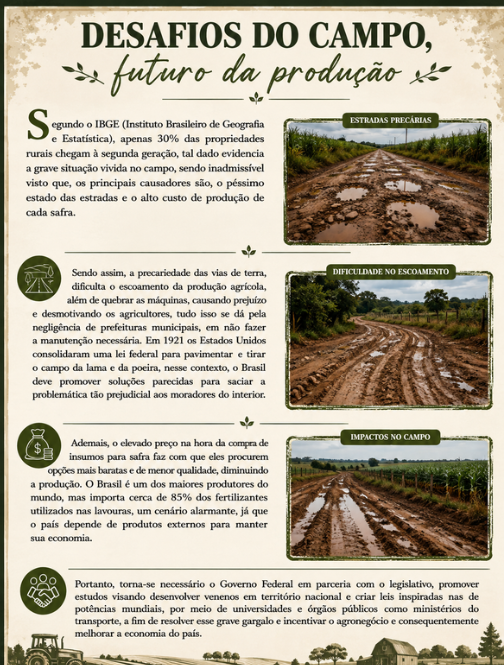 DESAFIOS DO CAMPO,
futuro da produção
Segundo o IBGE (Instituto Brasileiro de Geografia
e Estatística), apenas 30% das propriedades
rurais chegam à segunda geração, tal dado evidencia
a grave situação vivida no campo, sendo inadmissível
visto que, os principais causadores são, o péssimo
estado das estradas e o alto custo de produção de
cada safra.
ESTRADAS PRECÁRIAS
Sendo assim, a precariedade das vias de terra,
dificulta o escoamento da produção agrícola,
além de quebrar as máquinas, causando prejuízo
e desmotivando os agricultores, tudo isso se dá pela
negligência de prefeituras municipais, em não fazer
a manutenção necessária. Em 1921 os Estados Unidos
consolidaram uma lei federal para pavimentar e tirar
o campo da lama e da poeira, nesse contexto, o Brasil
deve promover soluções parecidas para saciar a
problemática tão prejudicial aos moradores do interior.
DIFICULDADE NO ESCOAMENTO
Ademais, o elevado preço na hora da compra de
insumos para safra faz com que eles procurem
opções mais baratas e de menor qualidade, diminuindo
a produção. O Brasil é um dos maiores produtores do
mundo, mas importa cerca de 85% dos fertilizantes
utilizados nas lavouras, um cenário alarmante, já que
o país depende de produtos externos para manter
sua economia.
IMPACTOS NO CAMPO
$
Portanto, torna-se necessário o Governo Federal em parceria com o legislativo, promover
estudos visando desenvolver venenos em território nacional e criar leis inspiradas nas de
potências mundiais, por meio de universidades e órgãos públicos como ministérios do
transporte, a fim de resolver esse grave gargalo e incentivar o agronegócio e consequentemente
melhorar a economia do país.